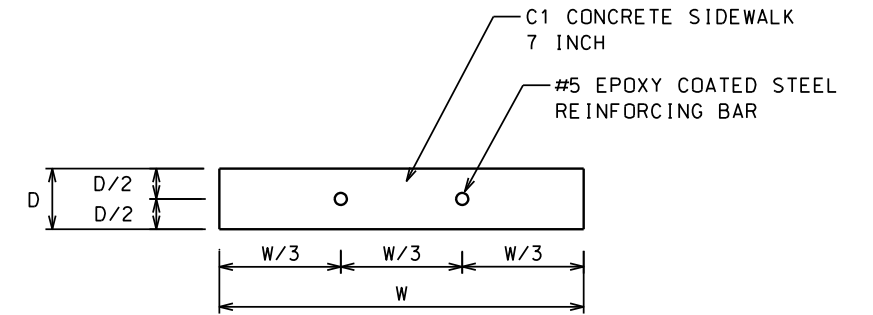 C1 CONCRETE SIDEWALK
7 INCH
#5 EPOXY COATED STEEL
REINFORCING BAR
D
D/2
D/2
W/3 W/3 W/3
W